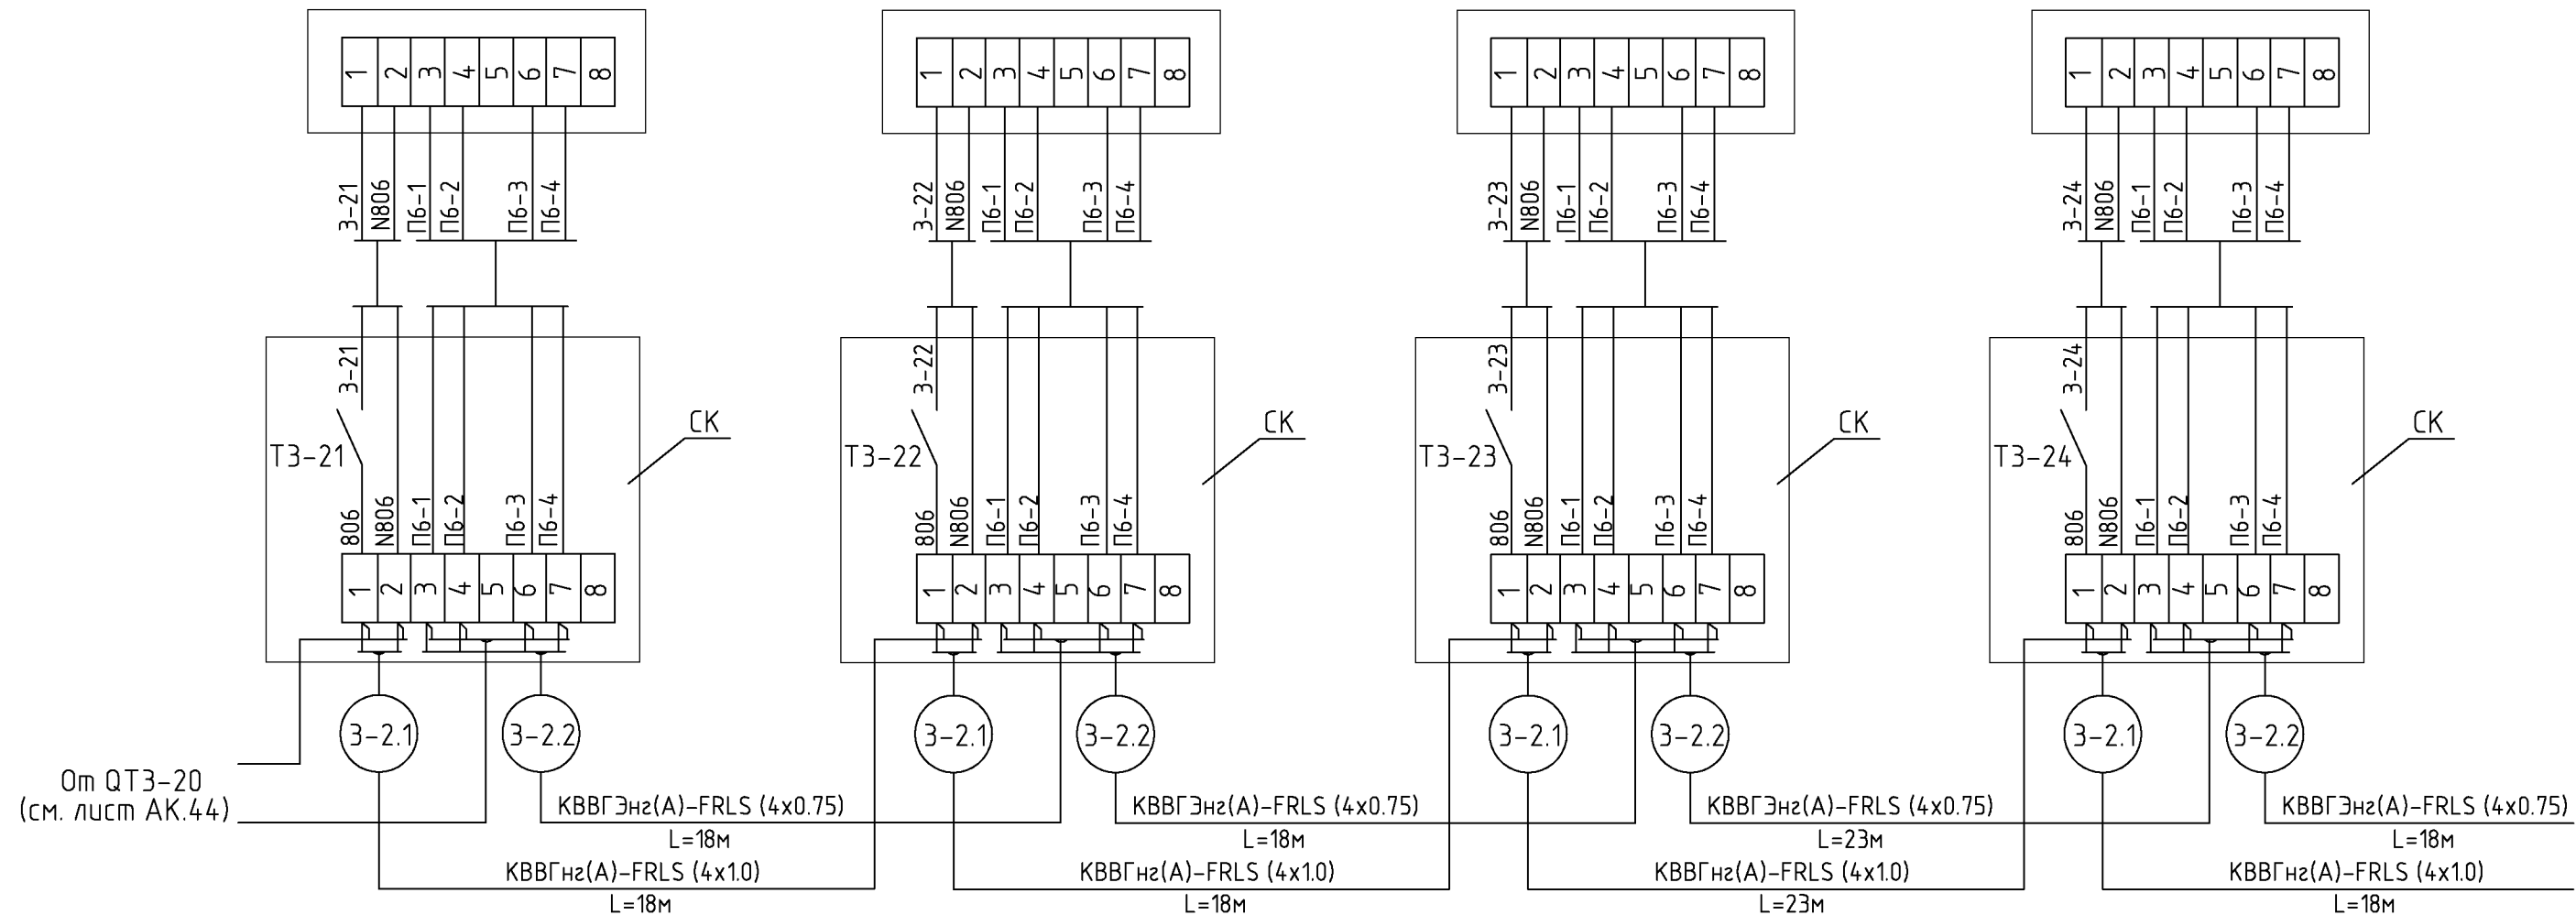 1 2 3 4 5 6 7 8
1 2 3 4 5 6 7 8
1 2 3 4 5 6 7 8
1 2 3 4 5 6 7 8
3-21 N806 П6-1 П6-2 П6-3 П6-4
3-22 N806 П6-1 П6-2 П6-3 П6-4
3-23 N806 П6-1 П6-2 П6-3 П6-4
3-24 N806 П6-1 П6-2 П6-3 П6-4
3-21
3-22
3-23
3-24
СК
СК
СК
СК
ТЗ-21
ТЗ-22
ТЗ-23
ТЗ-24
806 N806 П6-1 П6-2 П6-3 П6-4
806 N806 П6-1 П6-2 П6-3 П6-4
806 N806 П6-1 П6-2 П6-3 П6-4
806 N806 П6-1 П6-2 П6-3 П6-4
1 2 3 4 5 6 7 8
1 2 3 4 5 6 7 8
1 2 3 4 5 6 7 8
1 2 3 4 5 6 7 8
3-2.1
3-2.2
3-2.1
3-2.2
3-2.1
3-2.2
3-2.1
3-2.2
От QТЗ-20
(см. лист АК.44)
КВВГЭнг(А)-FRLS (4х0.75)
L=18м
КВВГЭнг(А)-FRLS (4х0.75)
L=18м
КВВГЭнг(А)-FRLS (4х0.75)
L=23м
КВВГЭнг(А)-FRLS (4х0.75)
L=18м
КВВГнг(А)-FRLS (4х1.0)
L=18м
КВВГнг(А)-FRLS (4х1.0)
L=18м
КВВГнг(А)-FRLS (4х1.0)
L=23м
КВВГнг(А)-FRLS (4х1.0)
L=18м